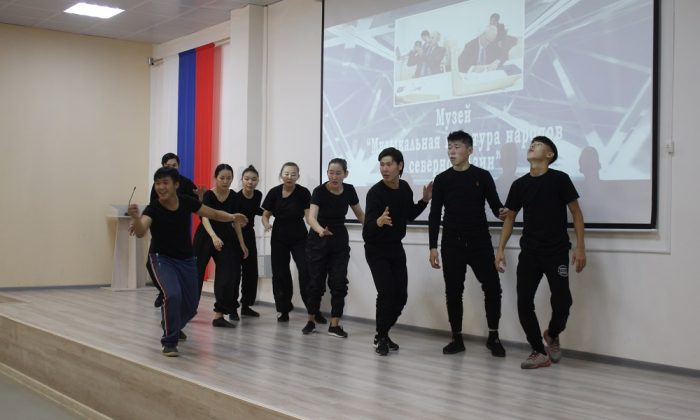 Музей
“Музыкальная культура народов
северной